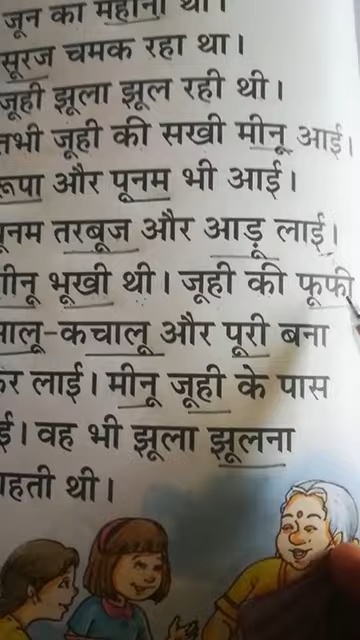 जून का महीना था।
सूरज चमक रहा था।
जूही झूला झूल रही थी।
तभी जूही की सखी मीनू आई।
रूपा और पूनम भी आई।
पूनम तरबूज और आड़ू लाई।
मीनू भूखी थी। जूही की फूफी
आलू-कचालू और पूरी बना
कर लाई। मीनू जूही के पास
ई। वह भी झूला झूलना
चाहती थी।